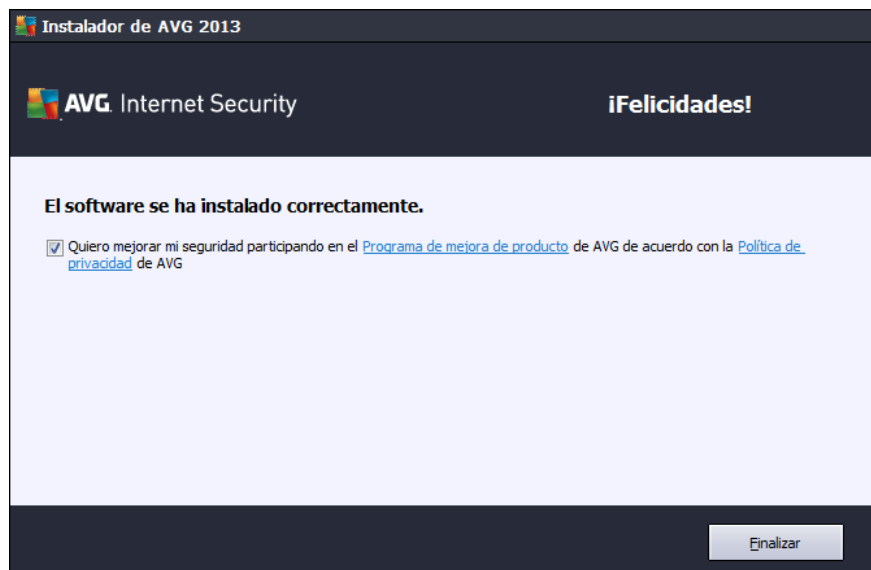 Instalador de AVG 2013
AVG. Internet Security
¡Felicidades!
El software se ha instalado correctamente.
Quiero mejorar mi seguridad participando en el Programa de mejora de producto de AVG de acuerdo con la Política de
privacidad de AVG
Finalizar